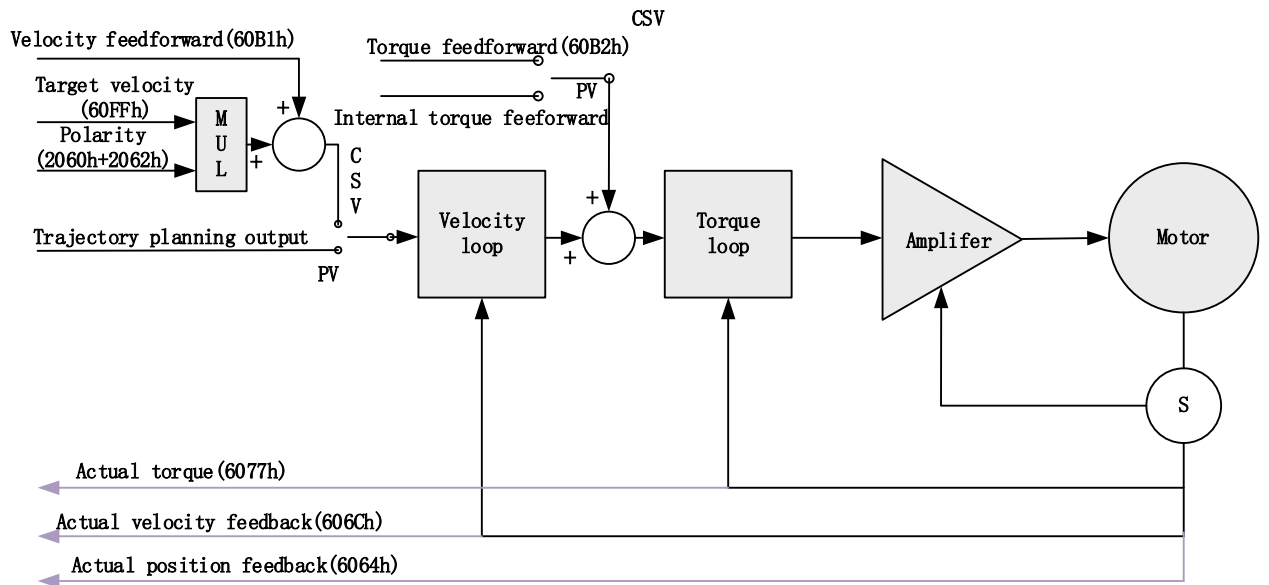 CSV
Velocity feedforward(60B1h)
Torque feedforward(60B2h)
Target velocity
(60FFh)
PV
M
U
L
+
Internal torque feeforward
Polarity
(2060h+2062h)
+
C
S
V
+
Velocity
loop
Torque
loop
Amplifer
Motor
Trajectory planning output
+
PV
S
Actual torque(6077h)
Actual velocity feedback(606Ch)
Actual position feedback(6064h)